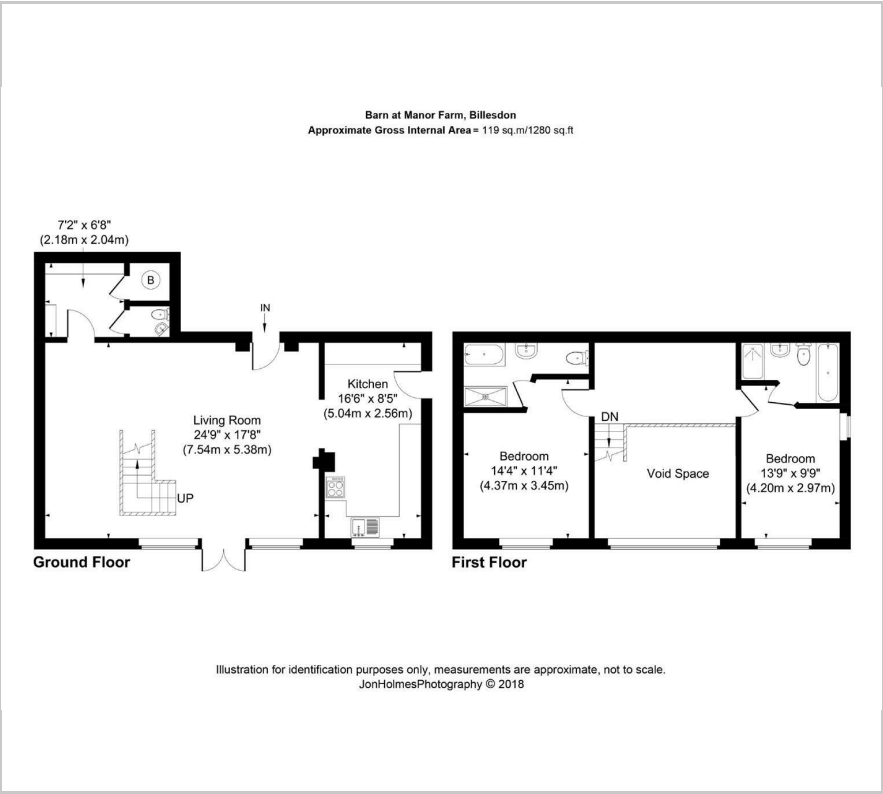 Barn at Manor Farm, Billesdon
Approximate Gross Internal Area = 119 sq.m/1280 sq.ft
7'2" x 6'8"
(2.18m x 2.04m)
B
IN
Kitchen
16'6" x 8'5"
(5.04m x 2.56m)
Living Room
24'9" x 17'8"
(7.54m x 5.38m)
UP
Ground Floor
DN
Bedroom
14'4" x 11'4"
(4.37m x 3.45m)
Void Space
Bedroom
13'9" x 9'9"
(4.20m x 2.97m)
First Floor
Illustration for identification purposes only, measurements are approximate, not to scale.
JonHolmesPhotography © 2018